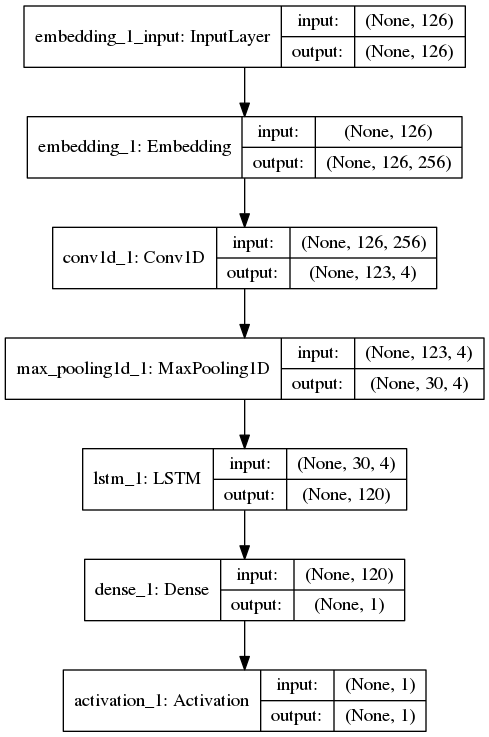 embedding_1_input: InputLayer
input: (None, 126)
output: (None, 126)
embedding_1: Embedding
input: (None, 126)
output: (None, 126, 256)
conv1d_1: Conv1D
input: (None, 126, 256)
output: (None, 123, 4)
max_pooling1d_1: MaxPooling1D
input: (None, 123, 4)
output: (None, 30, 4)
lstm_1: LSTM
input: (None, 30, 4)
output: (None, 120)
dense_1: Dense
input: (None, 120)
output: (None, 1)
activation_1: Activation
input: (None, 1)
output: (None, 1)